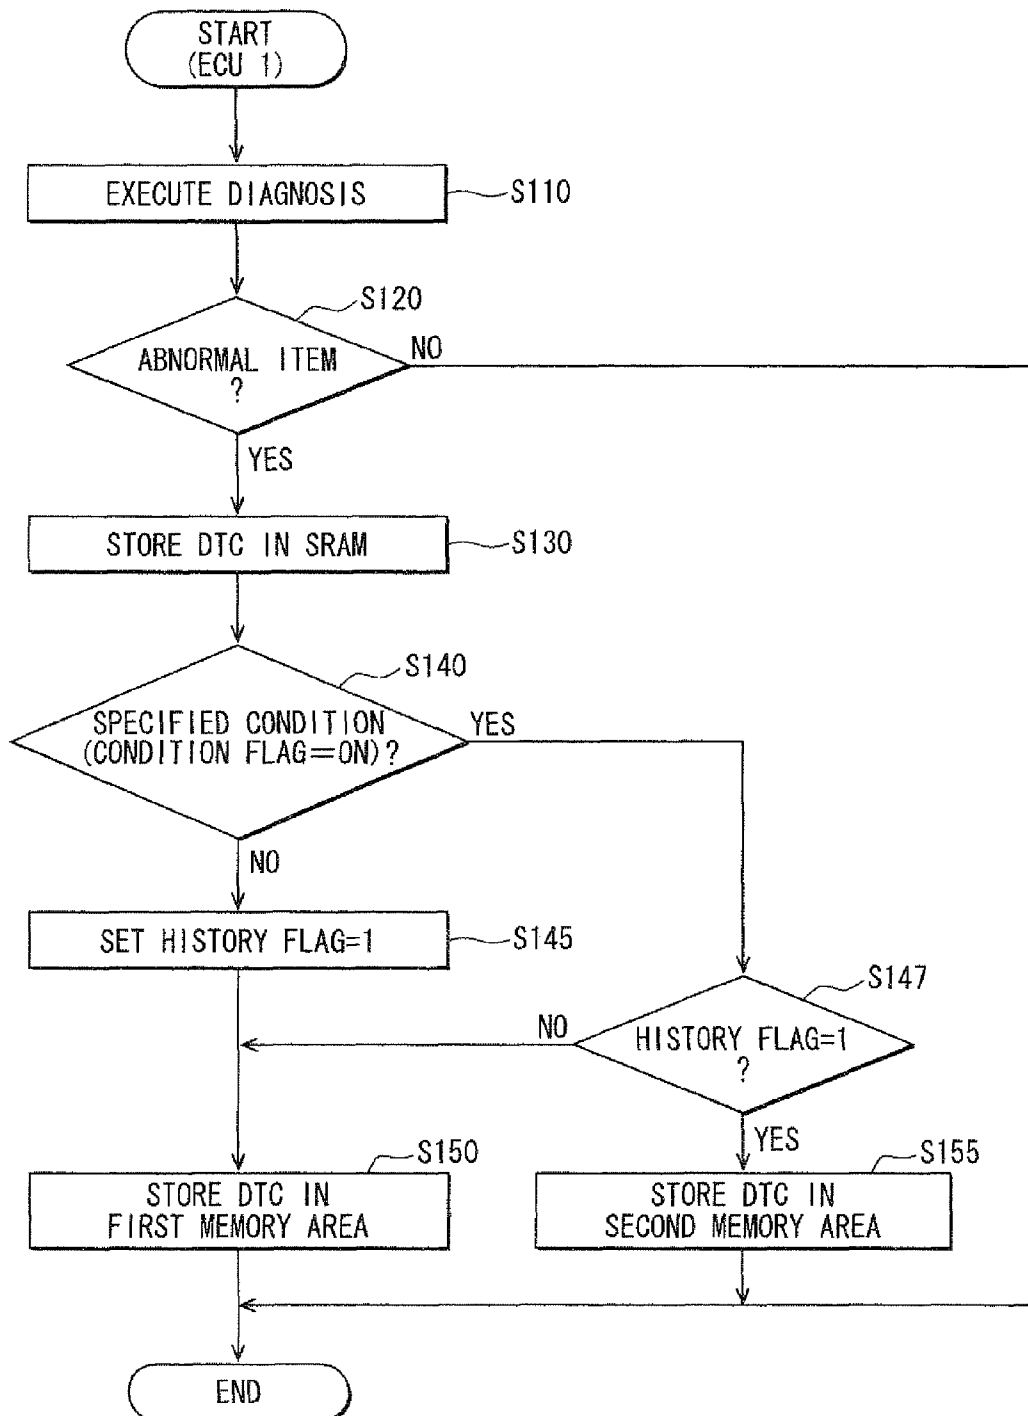 START
(ECU 1)
EXECUTE DIAGNOSIS
S110
S120
ABNORMAL ITEM
?
NO
YES
STORE DTC IN SRAM
S130
S140
SPECIFIED CONDITION
(CONDITION FLAG=ON)?
YES
NO
SET HISTORY FLAG=1
S145
S147
HISTORY FLAG=1
?
NO
YES
S150
STORE DTC IN
FIRST MEMORY AREA
S155
STORE DTC IN
SECOND MEMORY AREA
END